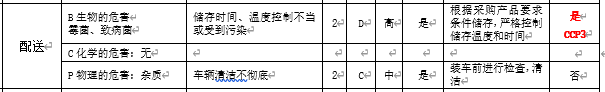 配送
B 生物的危害
霉菌、致病菌
储存时间、温度控制不当
或受到污染
2
D
高
是
根据采购产品要求
条件储存，严格控制
储存温度和时间
是
CCP3
C 化学的危害：无
P 物理的危害：杂质
车辆清洁不彻底
2
C
中
是
装车前进行检查，清
洁
否